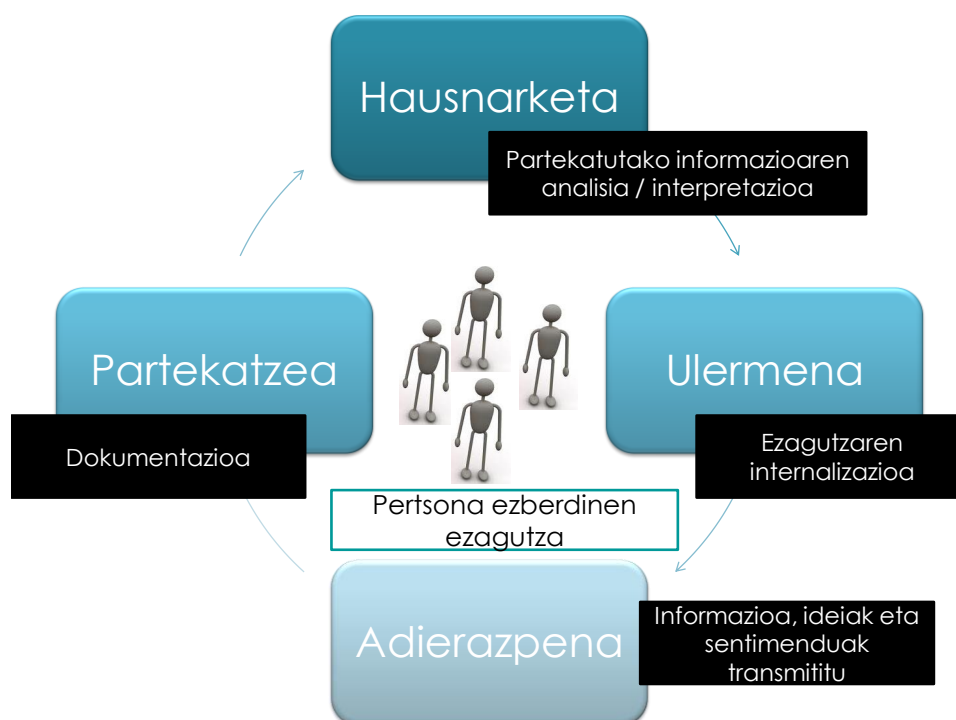 Hausnarketa
Partekatutako informazioaren
analisia / interpretazioa
Partekatzea
Ulermena
Dokumentazioa
Ezagutzaren
internalizazioa
Pertsona ezberdinen
ezagutza
Adierazpena
Informazioa, ideiak eta
sentimenduak
transmititu